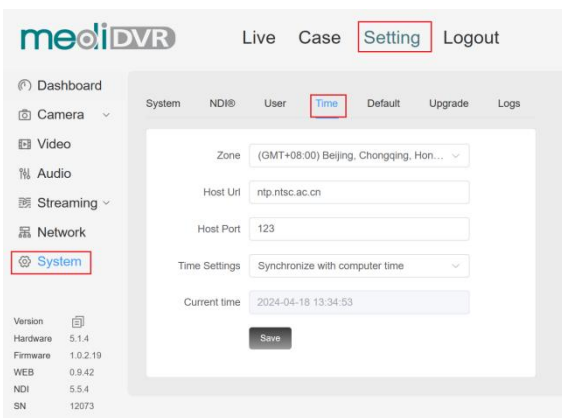 mediDVR
Live Case Setting Logout
Dashboard
Camera
Video
Audio
Streaming
Network
System
Version
Hardware 5.1.4
Firmware 1.0.2.19
WEB 0.9.42
NDI 5.5.4
SN 12073
System NDI® User Time Default Upgrade Logs
Zone (GMT+08:00) Beijing, Chongqing, Hon...
Host Url ntp.ntsc.ac.cn
Host Port 123
Time Settings Synchronize with computer time
Current time 2024-04-18 13:34:53
Save